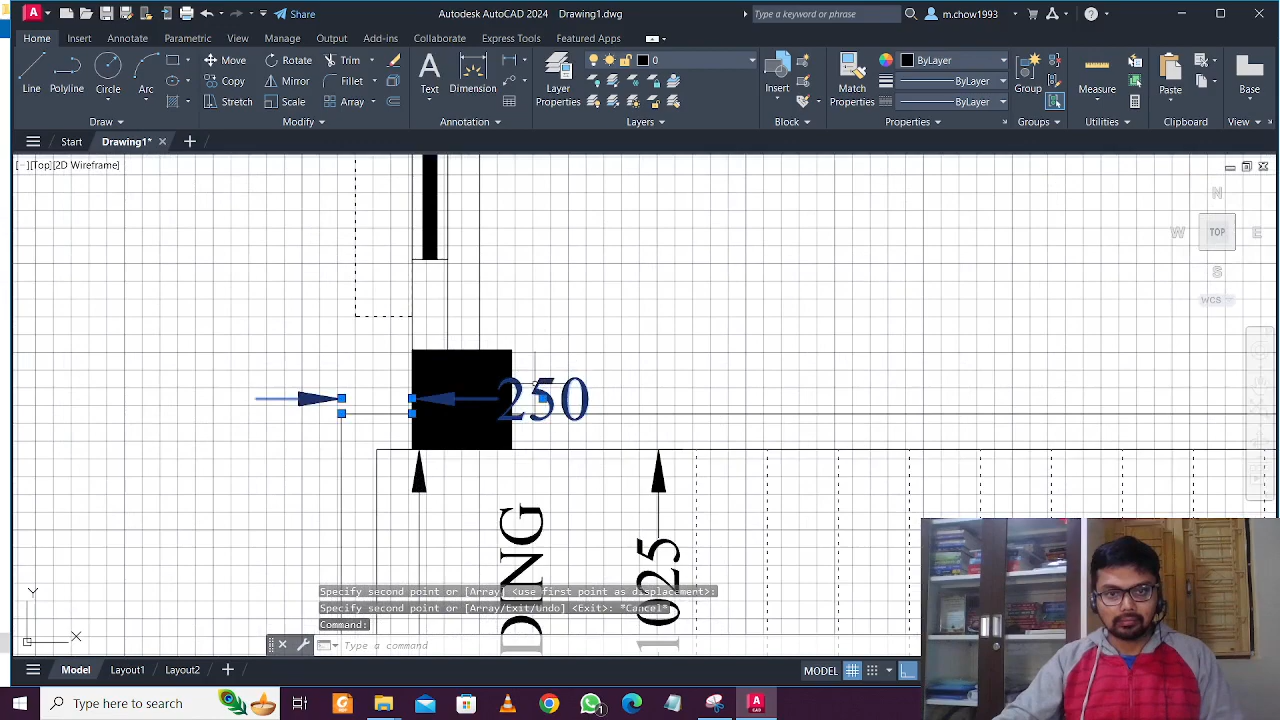 Share
Autodesk AutoCAD 2024 Drawing1.dwg
Type a keyword or phrase
m.chow1993
Home Insert Annotate Parametric View Manage Output Add-ins Collaborate Express Tools Featured Apps
Line Polyline Circle Arc
Move Rotate Trim
Copy Mirror Fillet
Stretch Scale Array
Text Dimension
Layer Properties
0
Insert
Match Properties
ByLayer
ByLayer
ByLayer
Group Measure Paste Base
Draw Modify Annotation Layers Block Properties Groups Utilities Clipboard View
Start Drawing1*
[−][Top][2D Wireframe]
N
W TOP E
S
WCS
250
DING
025
Y
X
Specify second point or [Array] <use first point as displacement>:
Specify second point or [Array/Exit/Undo] <Exit>: *Cancel*
Command:
Type a command
Model Layout1 Layout2
MODEL
Type here to search
1
A
CAD